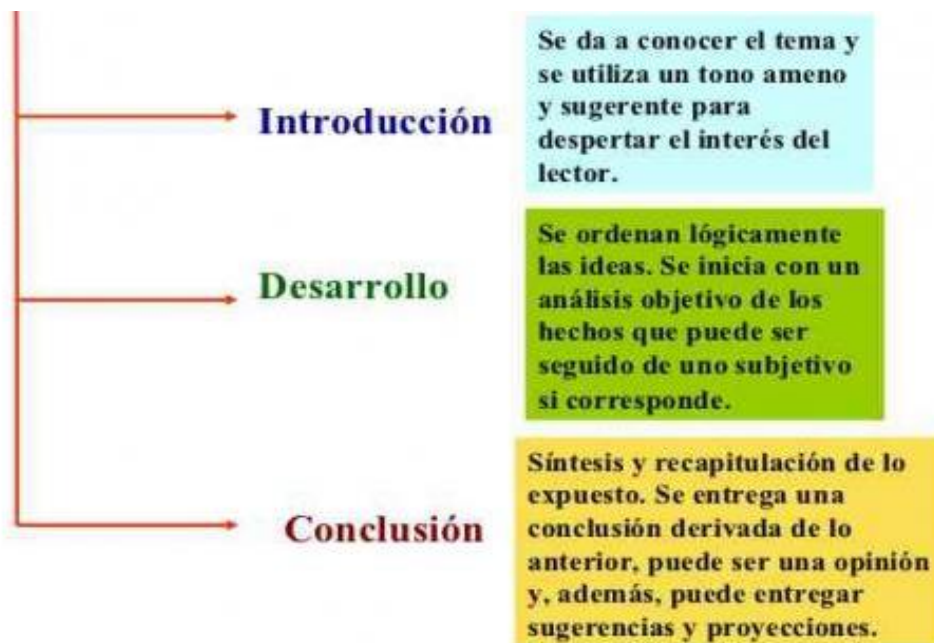 Introducción
Se da a conocer el tema y
se utiliza un tono ameno
y sugerente para
despertar el interés del
lector.
Desarrollo
Se ordenan lógicamente
las ideas. Se inicia con un
análisis objetivo de los
hechos que puede ser
seguido de uno subjetivo
si corresponde.
Conclusión
Síntesis y recapitulación de lo
expuesto. Se entrega una
conclusión derivada de lo
anterior, puede ser una opinión
y, además, puede entregar
sugerencias y proyecciones.